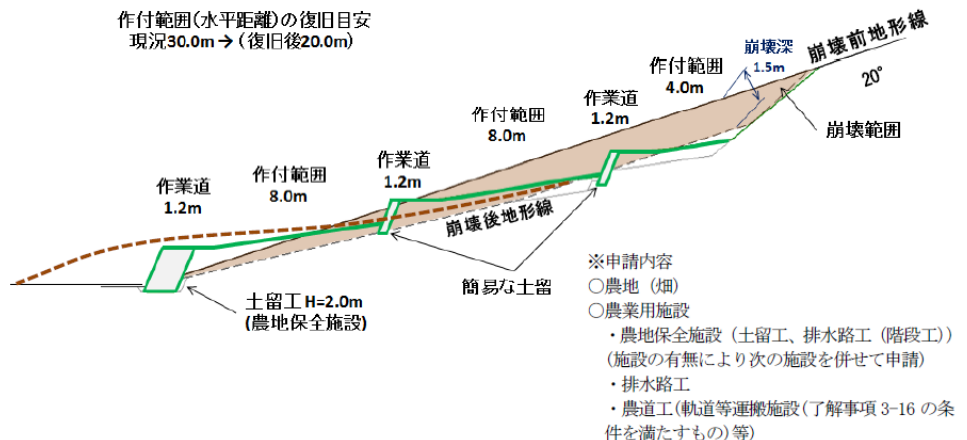 作付範囲(水平距離)の復旧目安
現況30.0m→(復旧後20.0m)
崩壊前地形線
崩壊深
1.5m
20°
作付範囲
4.0m
作業道
1.2m
崩壊範囲
作付範囲
8.0m
作業道
1.2m
作付範囲
8.0m
作業道
1.2m
崩壊後地形線
簡易な土留
土留工 H=2.0m
(農地保全施設)
※申請内容
○農地（畑）
○農業用施設
・農地保全施設（土留工、排水路工（階段工））
(施設の有無により次の施設を併せて申請)
・排水路工
・農道工(軌道等運搬施設(了解事項 3-16 の条
件を満たすもの)等)